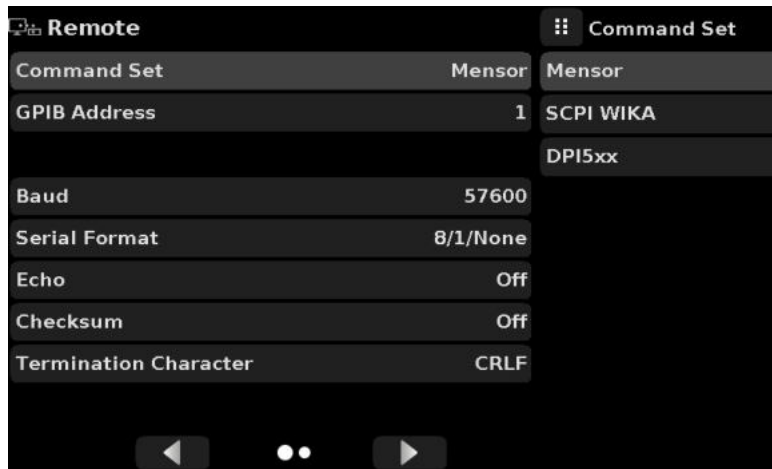 Remote
Command Set Mensor
GPIB Address 1
Baud 57600
Serial Format 8/1/None
Echo Off
Checksum Off
Termination Character CRLF
Command Set
Mensor
SCPI WIKA
DPI5xx